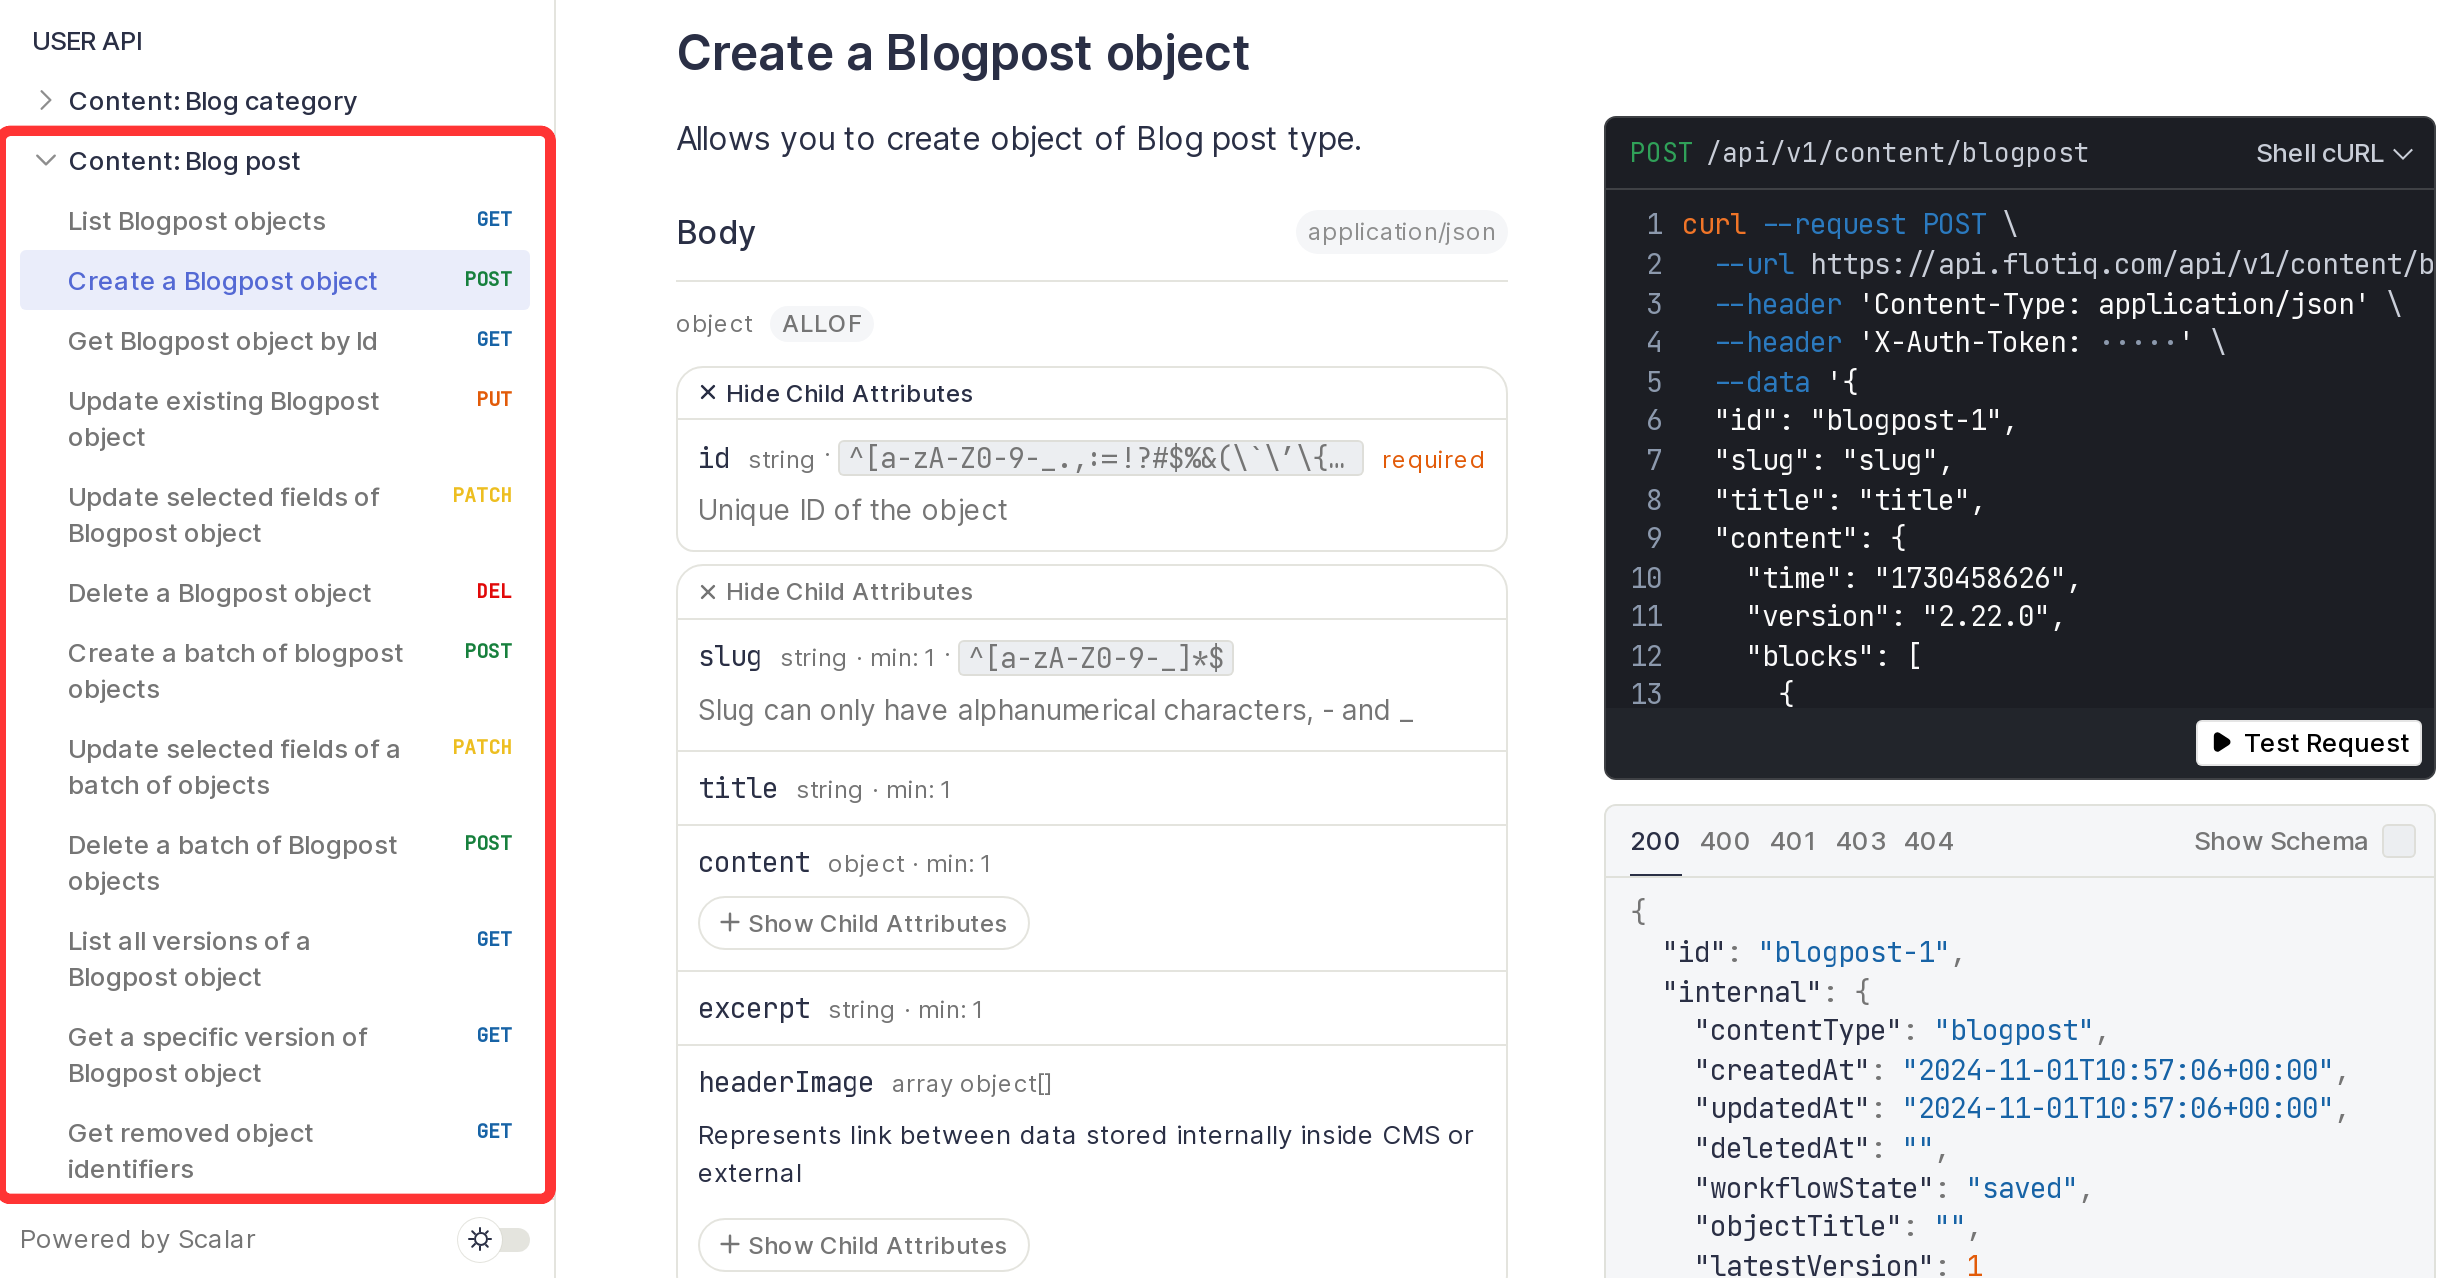 USER API
Content: Blog category
Content: Blog post
List Blogpost objects GET
Create a Blogpost object POST
Get Blogpost object by Id GET
Update existing Blogpost PUT
object
Update selected fields of PATCH
Blogpost object
Delete a Blogpost object DEL
Create a batch of blogpost POST
objects
Update selected fields of a PATCH
batch of objects
Delete a batch of Blogpost POST
objects
List all versions of a GET
Blogpost object
Get a specific version of GET
Blogpost object
Get removed object GET
identifiers
Powered by Scalar
Create a Blogpost object
Allows you to create object of Blog post type.
Body application/json
object ALLOF
Hide Child Attributes
id string · ^[a-zA-Z0-9-_.,:=!?#$%&(\`\’\{… required
Unique ID of the object
Hide Child Attributes
slug string · min: 1 · ^[a-zA-Z0-9-_]*$
Slug can only have alphanumerical characters, - and _
title string · min: 1
content object · min: 1
+ Show Child Attributes
excerpt string · min: 1
headerImage array object[]
Represents link between data stored internally inside CMS or
external
+ Show Child Attributes
POST /api/v1/content/blogpost Shell cURL
1 curl --request POST \
2 --url https://api.flotiq.com/api/v1/content/b
3 --header 'Content-Type: application/json' \
4 --header 'X-Auth-Token: ·····' \
5 --data '{
6 "id": "blogpost-1",
7 "slug": "slug",
8 "title": "title",
9 "content": {
10 "time": "1730458626",
11 "version": "2.22.0",
12 "blocks": [
13 {
Test Request
200 400 401 403 404 Show Schema
{
"id": "blogpost-1",
"internal": {
"contentType": "blogpost",
"createdAt": "2024-11-01T10:57:06+00:00",
"updatedAt": "2024-11-01T10:57:06+00:00",
"deletedAt": "",
"workflowState": "saved",
"objectTitle": "",
"latestVersion": 1